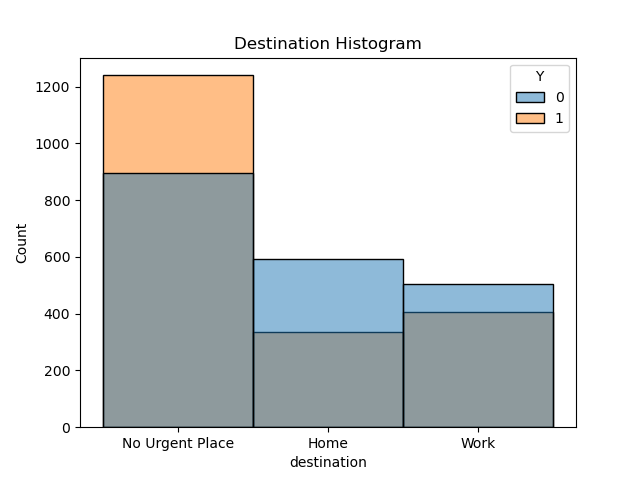 Destination Histogram
Y
0
1
1200
1000
800
600
400
200
0
Count
No Urgent Place
Home
Work
destination